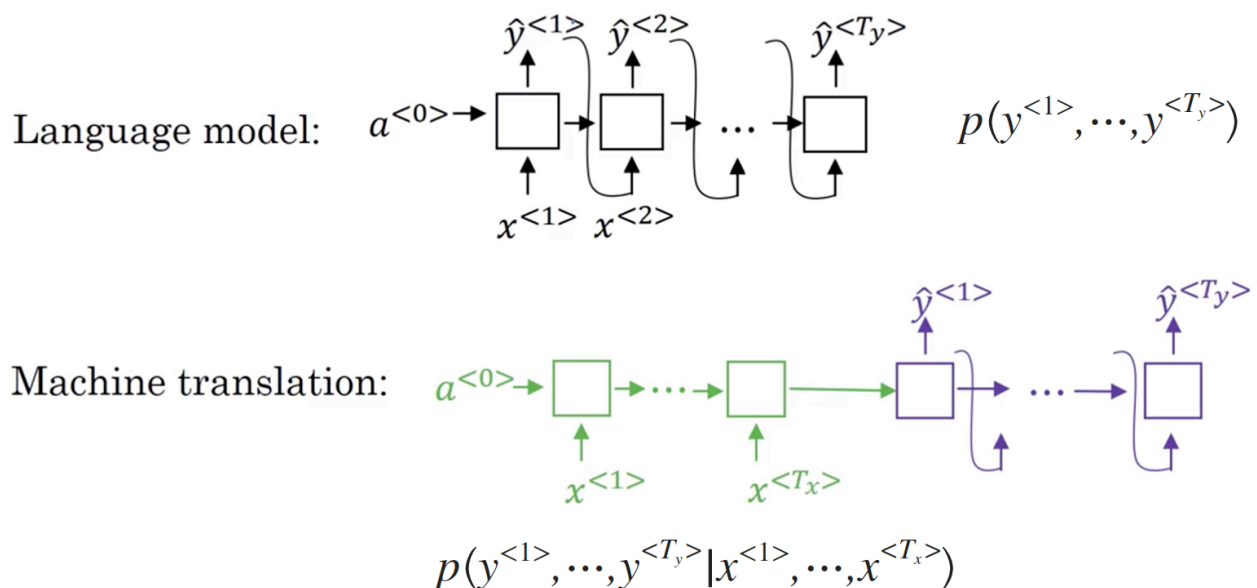 ŷ<1> ŷ<2> ŷ<Ty>
Language model: a<0> ... p(y<1>,⋯,y<Ty>)
x<1> x<2>
ŷ<1> ŷ<Ty>
Machine translation: a<0> ... ...
x<1> x<Tx>
p(y<1>,⋯,y<Ty>|x<1>,⋯,x<Tx>)